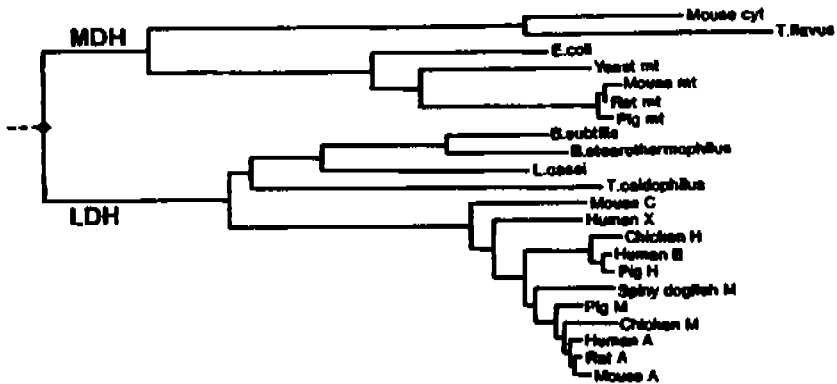 Mouse cyt
T.flavus
MDH
E.coli
Yeast mt
Mouse mt
Rat mt
Pig mt
B.subtilis
B.stearothermophilus
L.casei
T.caldophilus
LDH
Mouse C
Human X
Chicken H
Human B
Pig H
Spiny dogfish M
Pig M
Chicken M
Human A
Rat A
Mouse A